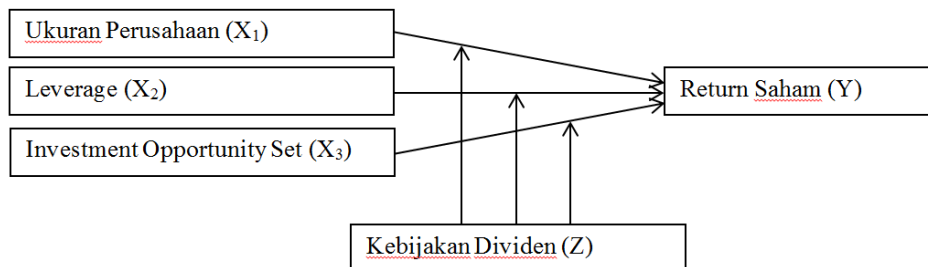 Ukuran Perusahaan (X₁)
Leverage (X₂)
Return Saham (Y)
Investment Opportunity Set (X₃)
Kebijakan Dividen (Z)